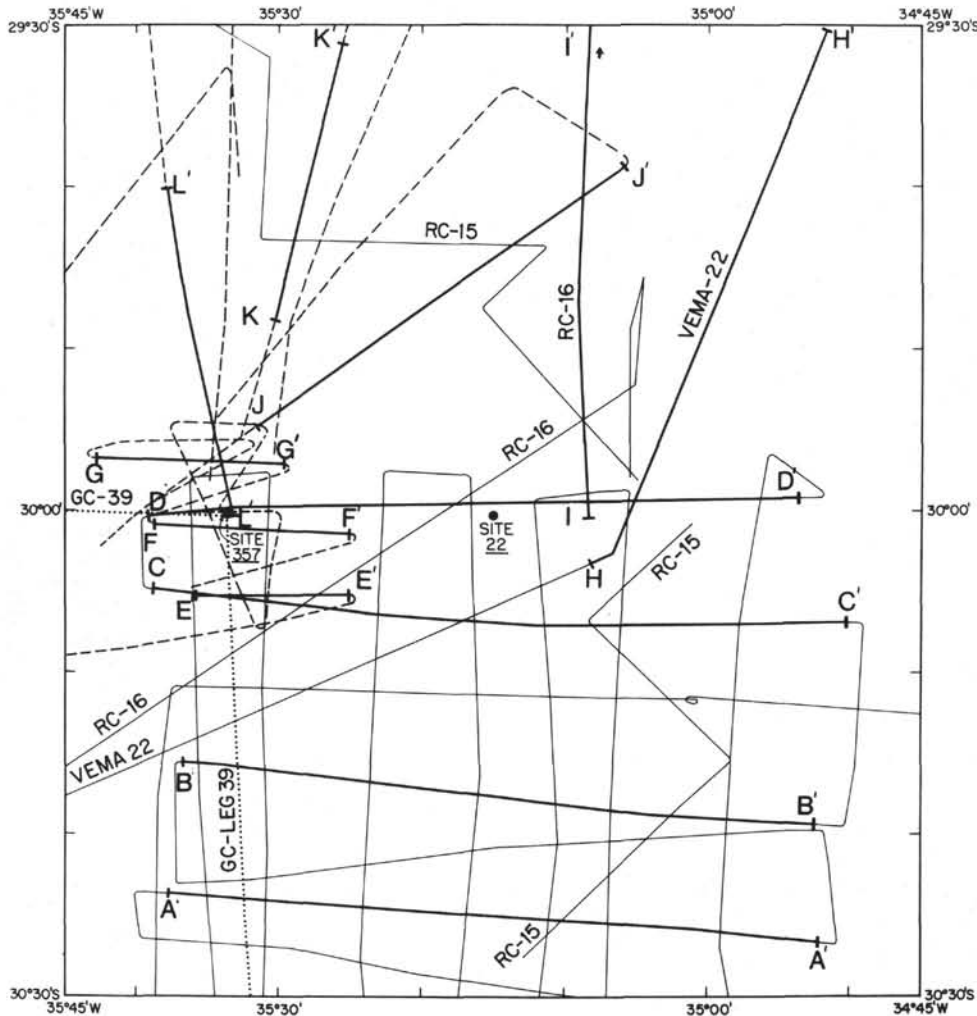 35°45'W
35°30'
35°00'
34°45'
29°30'S
29°30'S
K'
I'
H'
L'
J'
RC-15
K
RC-16
VEMA-22
J
G
G'
RC-16
GC-39
D
D'
30°00'
L
I
30°00'
F
SITE
357
F'
SITE
22
RC-15
C
E
E'
H
C'
RC-16
VEMA 22
B
B'
GC-LEG 39
A'
RC-15
A'
30°30'S
30°30'S
35°45'W
35°30'
35°00'
34°45'